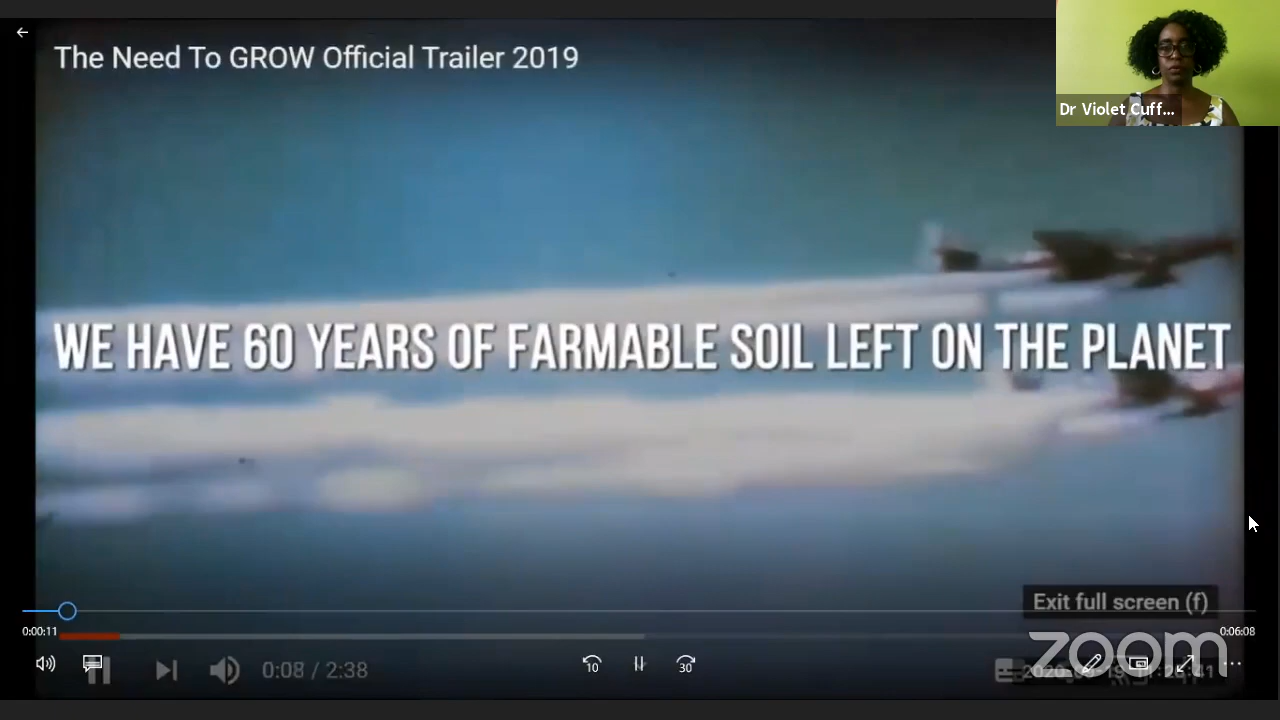 The Need To GROW Official Trailer 2019
Dr Violet Cuff...
WE HAVE 60 YEARS OF FARMABLE SOIL LEFT ON THE PLANET
Exit full screen (f)
0:00:11
0:06:08
0:08 / 2:38
10
30
zoom